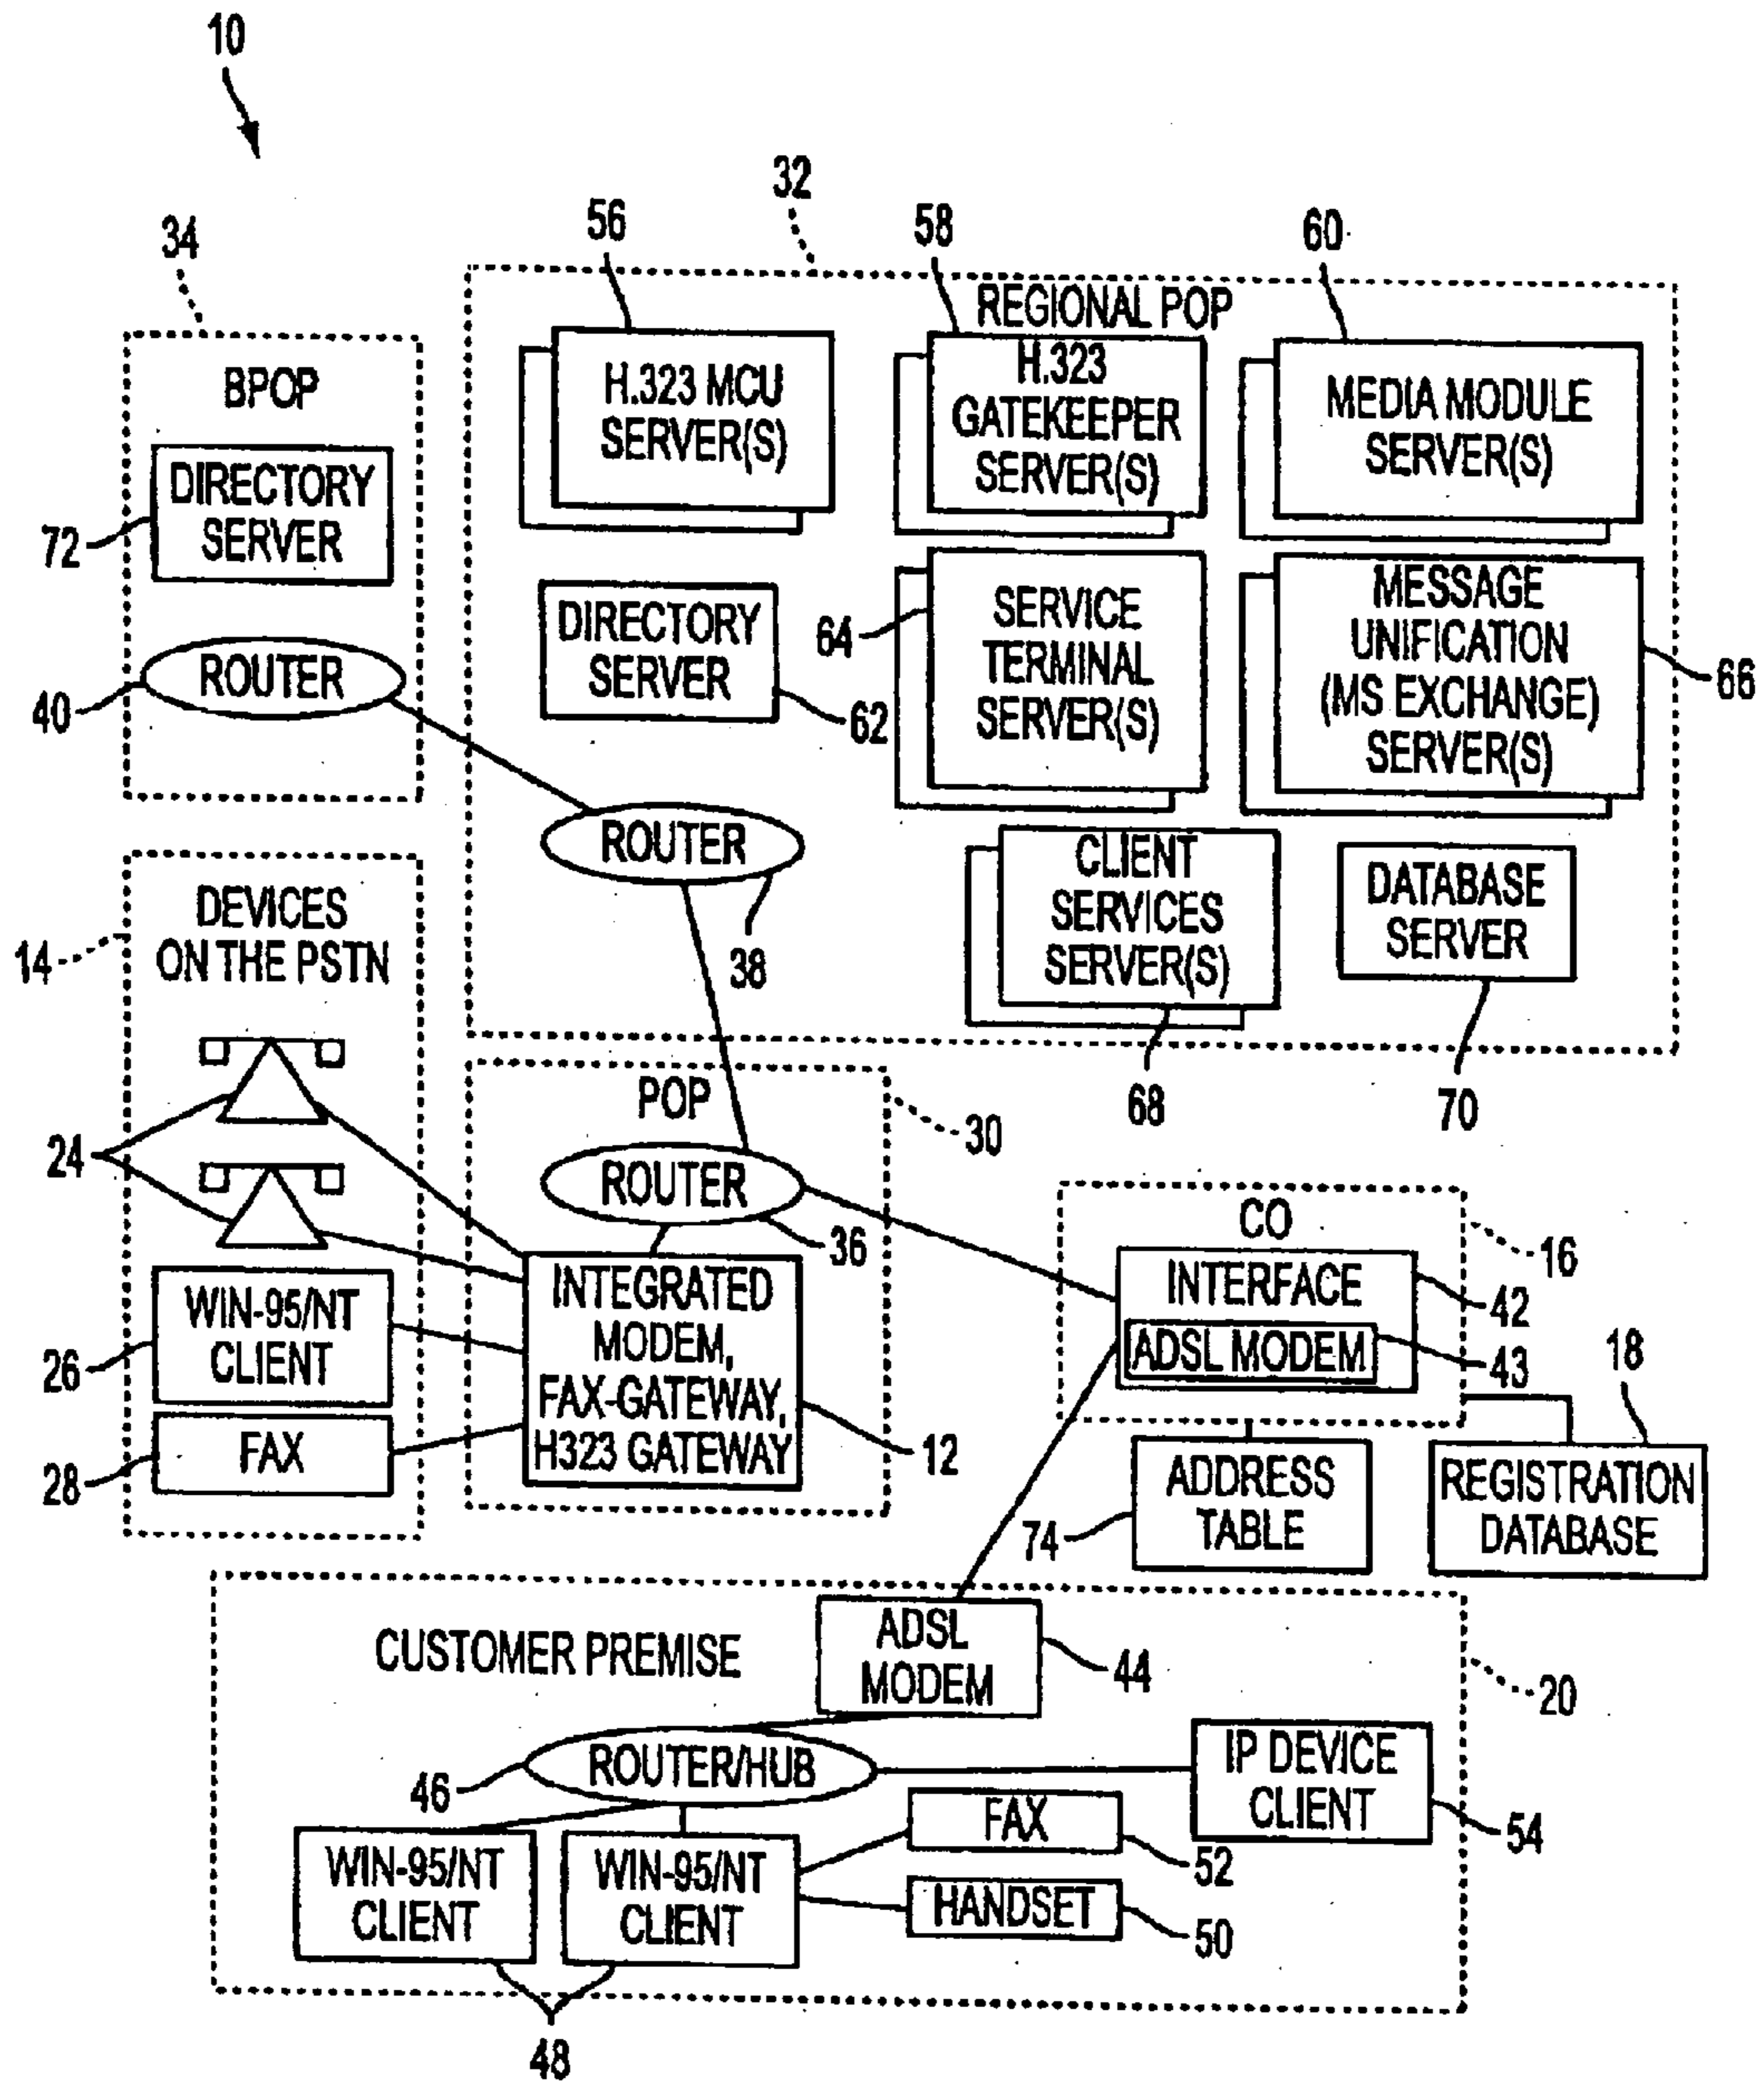 10
32
34
56
58
60
REGIONAL POP
BPOP
H.323 MCU
SERVER(S)
H.323
GATEKEEPER
SERVER(S)
MEDIA MODULE
SERVER(S)
DIRECTORY
SERVER
72
DIRECTORY
SERVER
62
64
SERVICE
TERMINAL
SERVER(S)
MESSAGE
UNIFICATION
(MS EXCHANGE)
SERVER(S)
66
ROUTER
40
ROUTER
38
CLIENT
SERVICES
SERVER(S)
68
DATABASE
SERVER
70
DEVICES
ON THE PSTN
14
24
WIN-95/NT
CLIENT
26
FAX
28
POP
30
ROUTER
36
INTEGRATED
MODEM,
FAX-GATEWAY,
H323 GATEWAY
12
CO
16
INTERFACE
42
ADSL MODEM
43
18
ADDRESS
TABLE
74
REGISTRATION
DATABASE
CUSTOMER PREMISE
ADSL
MODEM
44
20
ROUTER/HUB
46
IP DEVICE
CLIENT
54
FAX
52
WIN-95/NT
CLIENT
WIN-95/NT
CLIENT
HANDSET
50
48